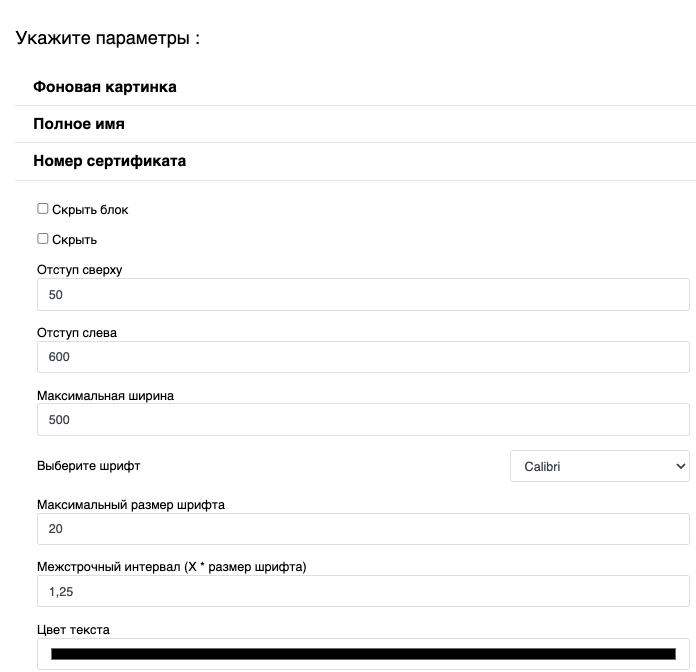 Укажите параметры :
Фоновая картинка
Полное имя
Номер сертификата
Скрыть блок
Скрыть
Отступ сверху
50
Отступ слева
600
Максимальная ширина
500
Выберите шрифт
Calibri
Максимальный размер шрифта
20
Межстрочный интервал (X * размер шрифта)
1,25
Цвет текста